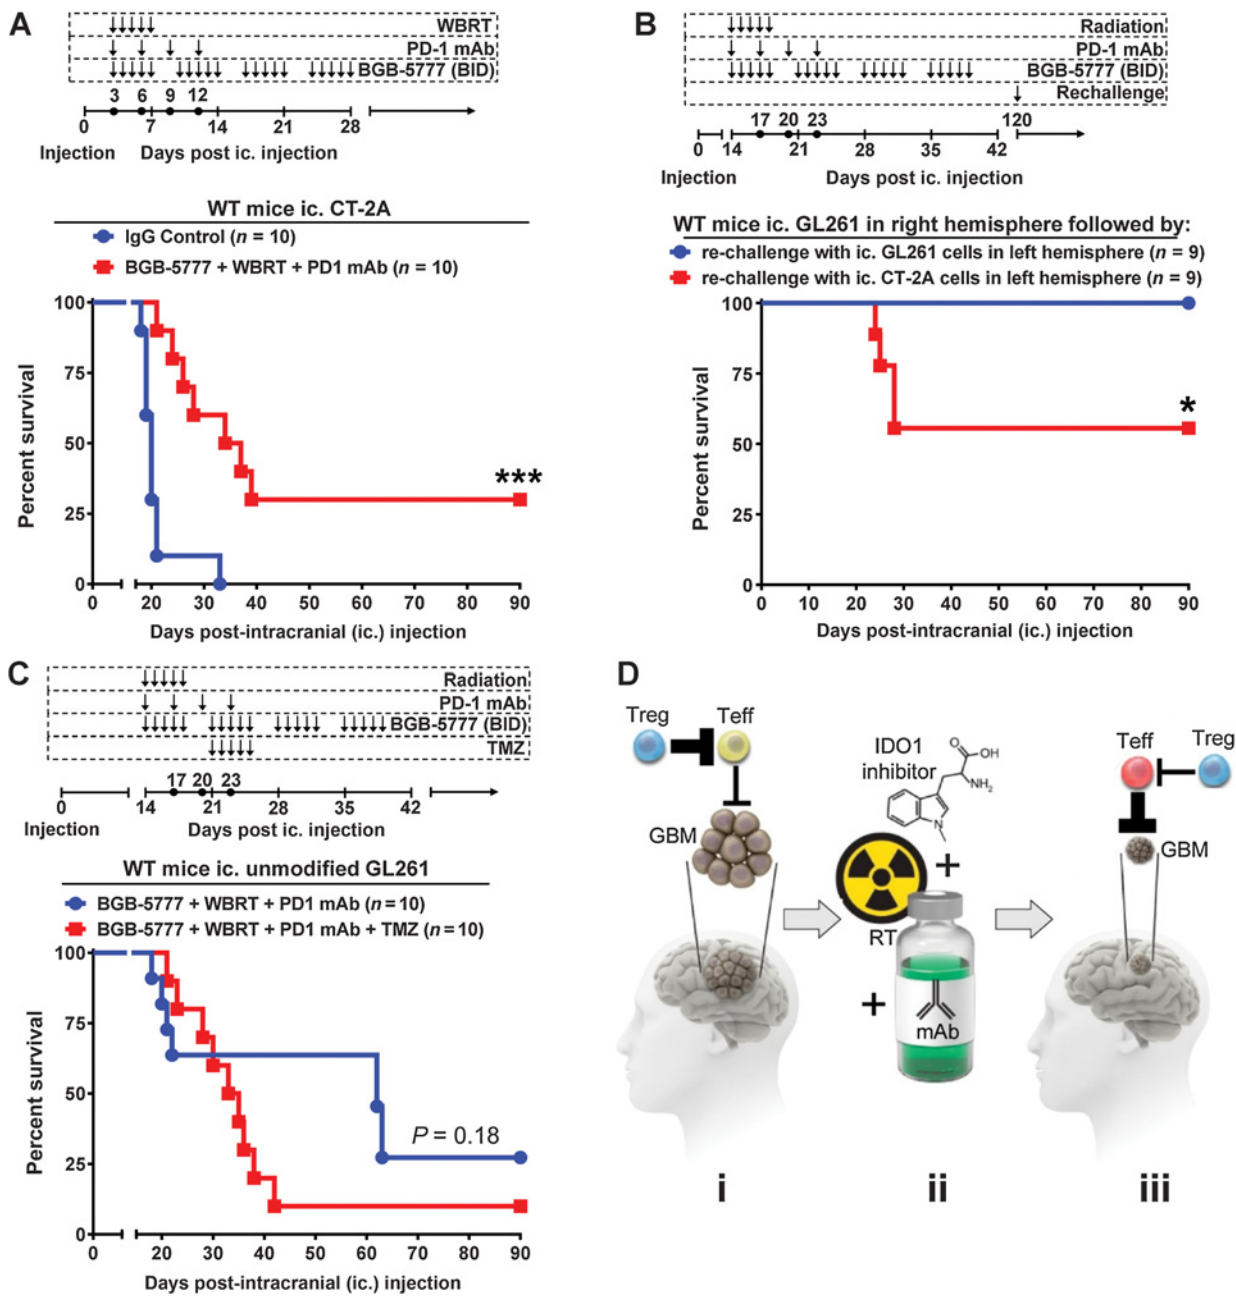 A
WBRT
PD-1 mAb
BGB-5777 (BID)
3 6 9 12
0 7 14 21 28
Injection Days post ic. injection
WT mice ic. CT-2A
IgG Control (n = 10)
BGB-5777 + WBRT + PD1 mAb (n = 10)
100
75
50
25
0
Percent survival
***
0 20 30 40 50 60 70 80 90
Days post-intracranial (ic.) injection
B
Radiation
PD-1 mAb
BGB-5777 (BID)
Rechallenge
17 20 23 120
0 14 21 28 35 42
Injection Days post ic. injection
WT mice ic. GL261 in right hemisphere followed by:
re-challenge with ic. GL261 cells in left hemisphere (n = 9)
re-challenge with ic. CT-2A cells in left hemisphere (n = 9)
100
75
50
25
0
Percent survival
*
0 10 20 30 40 50 60 70 80 90
Days post-intracranial (ic.) injection
C
Radiation
PD-1 mAb
BGB-5777 (BID)
TMZ
17 20 23
0 14 21 28 35 42
Injection Days post ic. injection
WT mice ic. unmodified GL261
BGB-5777 + WBRT + PD1 mAb (n = 10)
BGB-5777 + WBRT + PD1 mAb + TMZ (n = 10)
100
75
50
25
0
Percent survival
P = 0.18
0 20 30 40 50 60 70 80 90
Days post-intracranial (ic.) injection
D
Treg Teff
GBM
IDO1
inhibitor
O
OH
NH2
N
+
RT
+
mAb
Teff Treg
GBM
i ii iii